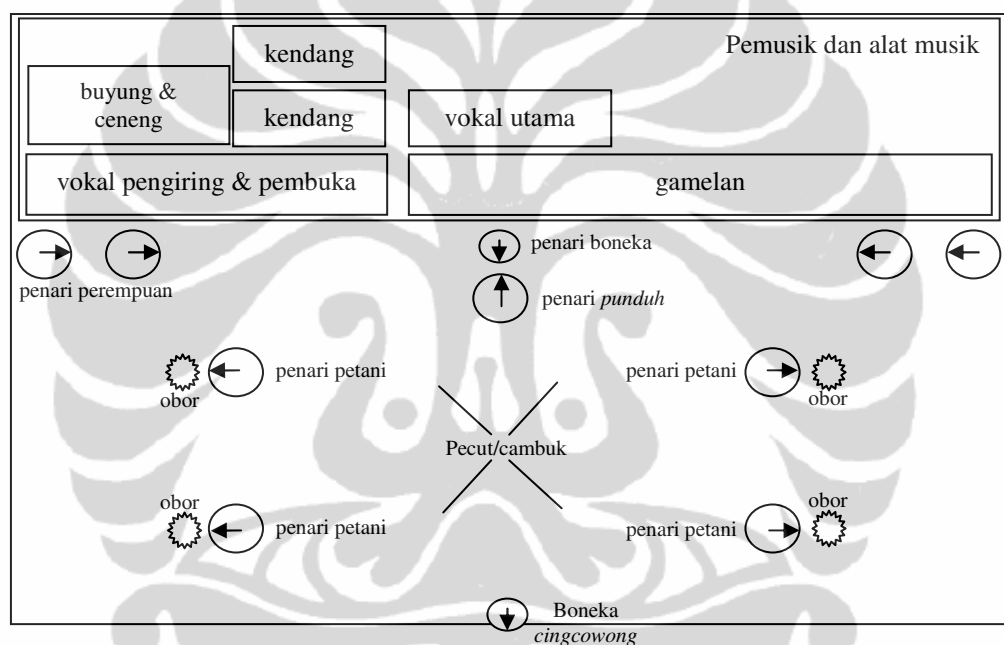 kendang
Pemusik dan alat musik
buyung &
ceneng
kendang
vokal utama
vokal pengiring & pembuka
gamelan
penari boneka
penari perempuan
penari punduh
penari petani
penari petani
obor
obor
Pecut/cambuk
obor
obor
penari petani
penari petani
Boneka
cingcowong